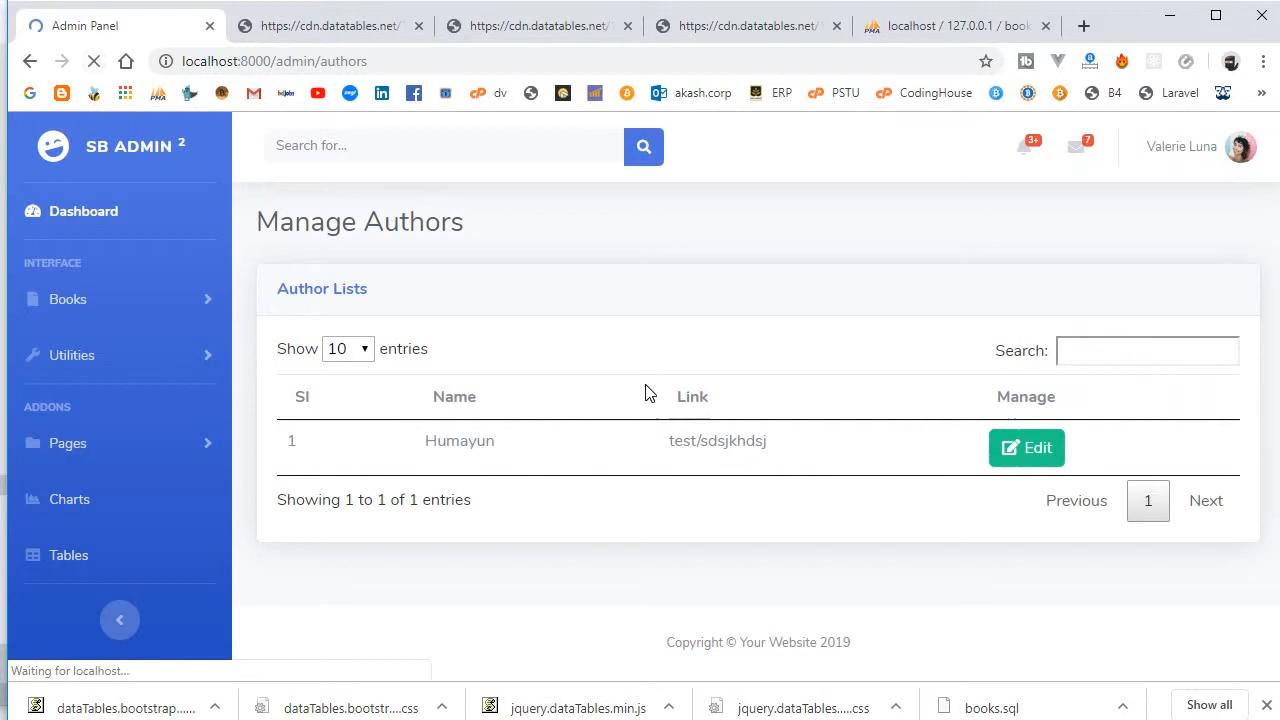 Admin Panel
https://cdn.datatables.net/
https://cdn.datatables.net/
https://cdn.datatables.net/
localhost / 127.0.0.1 / book
localhost:8000/admin/authors
dv
akash.corp
ERP
PSTU
CodingHouse
B4
Laravel
»
SB ADMIN 2
Search for...
3+
7
Valerie Luna
Dashboard
Manage Authors
INTERFACE
Books
Utilities
ADDONS
Pages
Charts
Tables
Author Lists
Show 10 entries
Search:
Sl
Name
Link
Manage
1
Humayun
test/sdsjkhdsj
Edit
Showing 1 to 1 of 1 entries
Previous
1
Next
Copyright © Your Website 2019
Waiting for localhost...
dataTables.bootstrap......
dataTables.bootstr....css
jquery.dataTables.min.js
jquery.dataTables.....css
books.sql
Show all